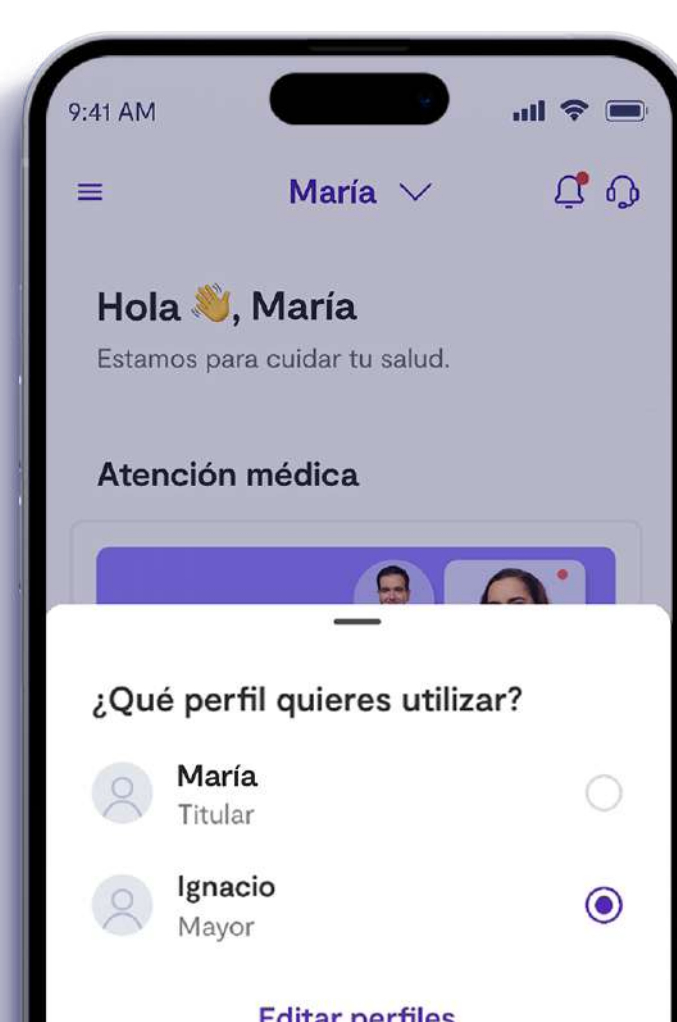 9:41 AM
María
Hola 👋, María
Estamos para cuidar tu salud.
Atención médica
¿Qué perfil quieres utilizar?
María
Titular
Ignacio
Mayor
Editar perfiles